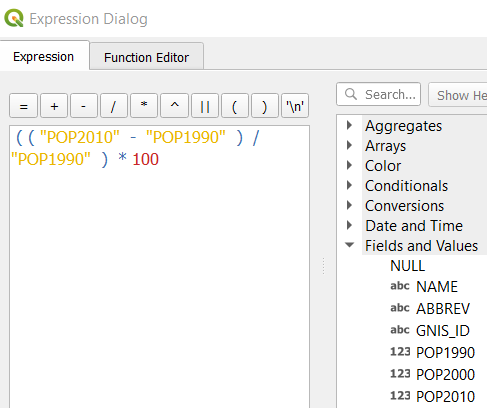 Expression Dialog
Expression
Function Editor
= + - / * ^ || ( ) '\n'
( ( "POP2010" - "POP1990" ) /
"POP1990" ) * 100
Search...
Show He
Aggregates
Arrays
Color
Conditionals
Conversions
Date and Time
Fields and Values
NULL
abc NAME
abc ABBREV
abc GNIS_ID
123 POP1990
123 POP2000
123 POP2010